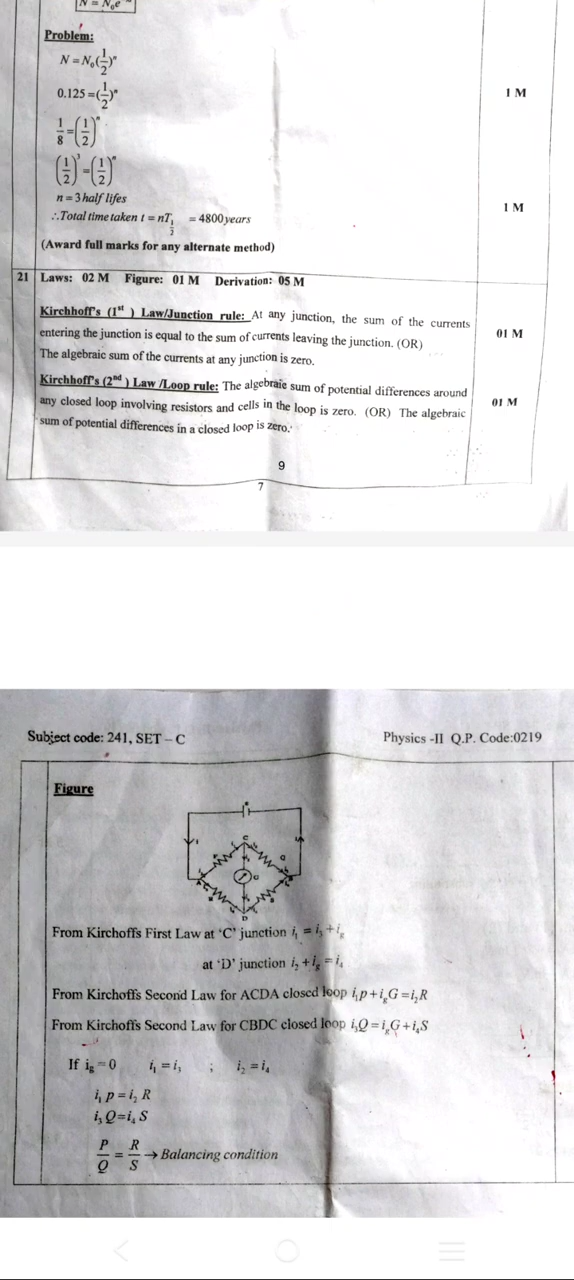 N = N₀e
Problem:
N = N₀(1/2)ⁿ
0.125 = (1/2)ⁿ 1 M
1/8 = (1/2)ⁿ
(1/2)³ = (1/2)ⁿ
n = 3 half lifes
∴ Total time taken t = nT½ = 4800 years 1 M
(Award full marks for any alternate method)
21 Laws: 02 M Figure: 01 M Derivation: 05 M
Kirchhoff's (1st ) Law/Junction rule: At any junction, the sum of the currents
entering the junction is equal to the sum of currents leaving the junction. (OR) 01 M
The algebraic sum of the currents at any junction is zero.
Kirchhoff's (2nd ) Law /Loop rule: The algebraic sum of potential differences around
any closed loop involving resistors and cells in the loop is zero. (OR) The algebraic 01 M
sum of potential differences in a closed loop is zero.
9
7
Subject code: 241, SET – C Physics -II Q.P. Code:0219
Figure
C
Q
G
A
D
From Kirchoffs First Law at 'C' junction i₁ = i₃ + i_g
at 'D' junction i₂ + i_g = i₄
From Kirchoffs Second Law for ACDA closed loop i₁p + i_gG = i₂R
From Kirchoffs Second Law for CBDC closed loop i₃Q = i_gG + i₄S
If i_g = 0 i₁ = i₃ ; i₂ = i₄
i₁ p = i₂ R
i₃ Q = i₄ S
P/Q = R/S → Balancing condition